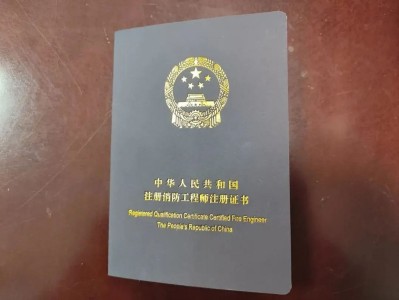 中华人民共和国
注册消防工程师注册证书
Registered Qualification Certificate Certified Fire Engineer
The People's Republic of China